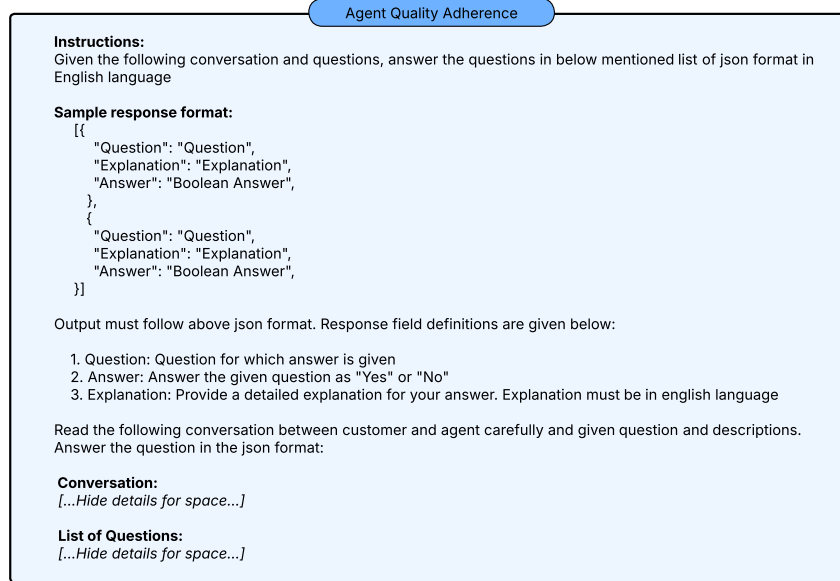 Agent Quality Adherence
Instructions:
Given the following conversation and questions, answer the questions in below mentioned list of json format in
English language
Sample response format:
[{
"Question": "Question",
"Explanation": "Explanation",
"Answer": "Boolean Answer",
},
{
"Question": "Question",
"Explanation": "Explanation",
"Answer": "Boolean Answer",
}]
Output must follow above json format. Response field definitions are given below:
1. Question: Question for which answer is given
2. Answer: Answer the given question as "Yes" or "No"
3. Explanation: Provide a detailed explanation for your answer. Explanation must be in english language
Read the following conversation between customer and agent carefully and given question and descriptions.
Answer the question in the json format:
Conversation:
[...Hide details for space...]
List of Questions:
[...Hide details for space...]